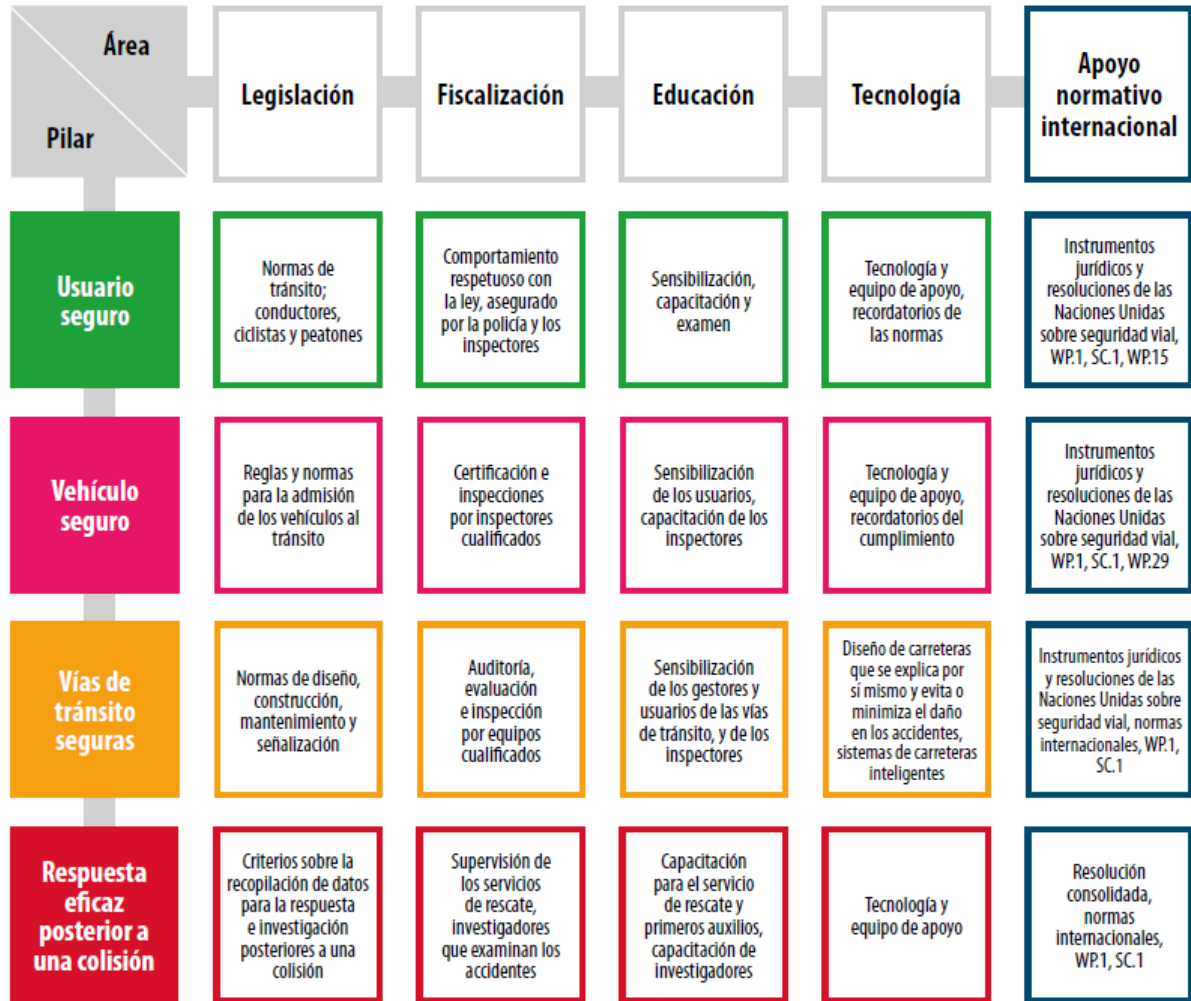 Área
Pilar
Legislación
Fiscalización
Educación
Tecnología
Apoyo
normativo
internacional
Usuario
seguro
Normas de
tránsito;
conductores,
ciclistas y peatones
Comportamiento
respetuoso con
la ley, asegurado
por la policía y los
inspectores
Sensibilización,
capacitación y
examen
Tecnología y
equipo de apoyo,
recordatorios de
las normas
Instrumentos
jurídicos y
resoluciones de las
Naciones Unidas
sobre seguridad vial,
WP.1, SC.1, WP.15
Vehículo
seguro
Reglas y normas
para la admisión
de los vehículos al
tránsito
Certificación e
inspecciones
por inspectores
cualificados
Sensibilización
de los usuarios,
capacitación de los
inspectores
Tecnología y
equipo de apoyo,
recordatorios del
cumplimiento
Instrumentos
jurídicos y
resoluciones de las
Naciones Unidas
sobre seguridad vial,
WP.1, SC.1, WP.29
Vías de
tránsito
seguras
Normas de diseño,
construcción,
mantenimiento y
señalización
Auditoría,
evaluación
e inspección
por equipos
cualificados
Sensibilización
de los gestores y
usuarios de las vías
de tránsito, y de los
inspectores
Diseño de carreteras
que se explica por
sí mismo y evita o
minimiza el daño
en los accidentes,
sistemas de carreteras
inteligentes
Instrumentos jurídicos
y resoluciones de las
Naciones Unidas sobre
seguridad vial, normas
internacionales, WP.1,
SC.1
Respuesta
eficaz
posterior a
una colisión
Criterios sobre la
recopilación de datos
para la respuesta
e investigación
posteriores a una
colisión
Supervisión de
los servicios
de rescate,
investigadores
que examinan los
accidentes
Capacitación
para el servicio
de rescate y
primeros auxilios,
capacitación de
investigadores
Tecnología y
equipo de apoyo
Resolución
consolidada,
normas
internacionales,
WP.1, SC.1